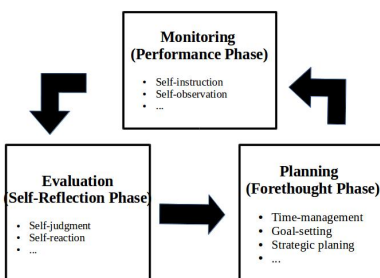 Monitoring
(Performance Phase)
• Self-instruction
• Self-observation
• ...
Evaluation
(Self-Reflection Phase)
• Self-judgment
• Self-reaction
• ...
Planning
(Forethought Phase)
• Time-management
• Goal-setting
• Strategic planing
• ...